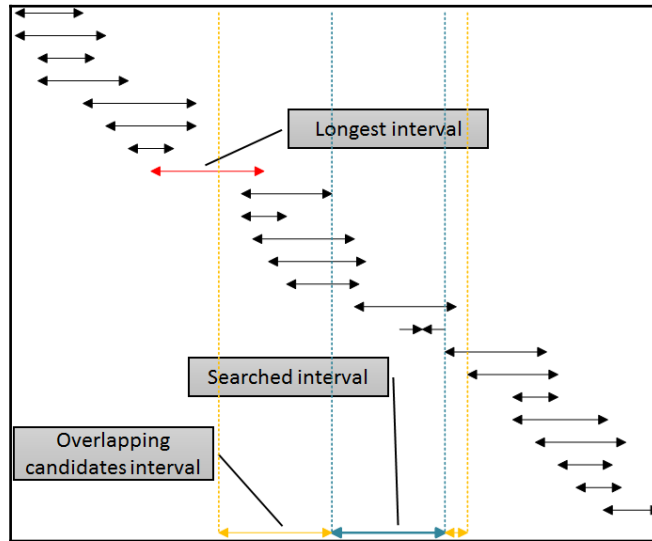 Longest interval
Searched interval
Overlapping
candidates interval